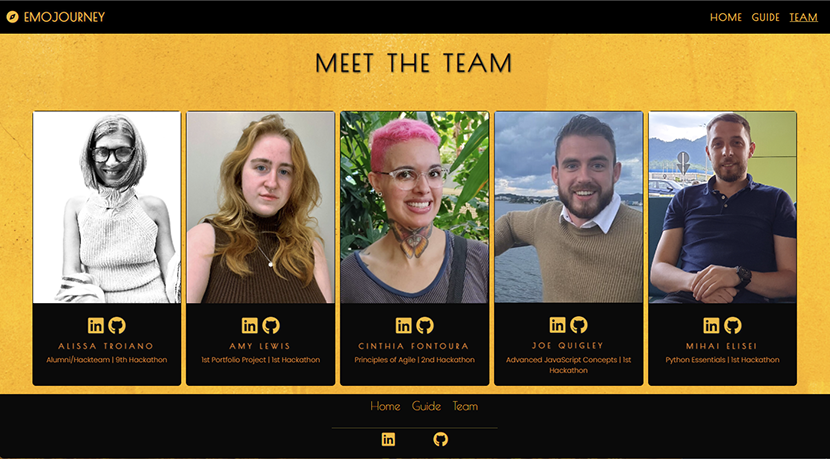 EMOJOURNEY
HOME GUIDE TEAM
MEET THE TEAM
ALISSA TROIANO
Alumni/Hackteam | 9th Hackathon
AMY LEWIS
1st Portfolio Project | 1st Hackathon
CINTHIA FONTOURA
Principles of Agile | 2nd Hackathon
JOE QUIGLEY
Advanced JavaScript Concepts | 1st
Hackathon
MIHAI ELISEI
Python Essentials | 1st Hackathon
Home Guide Team